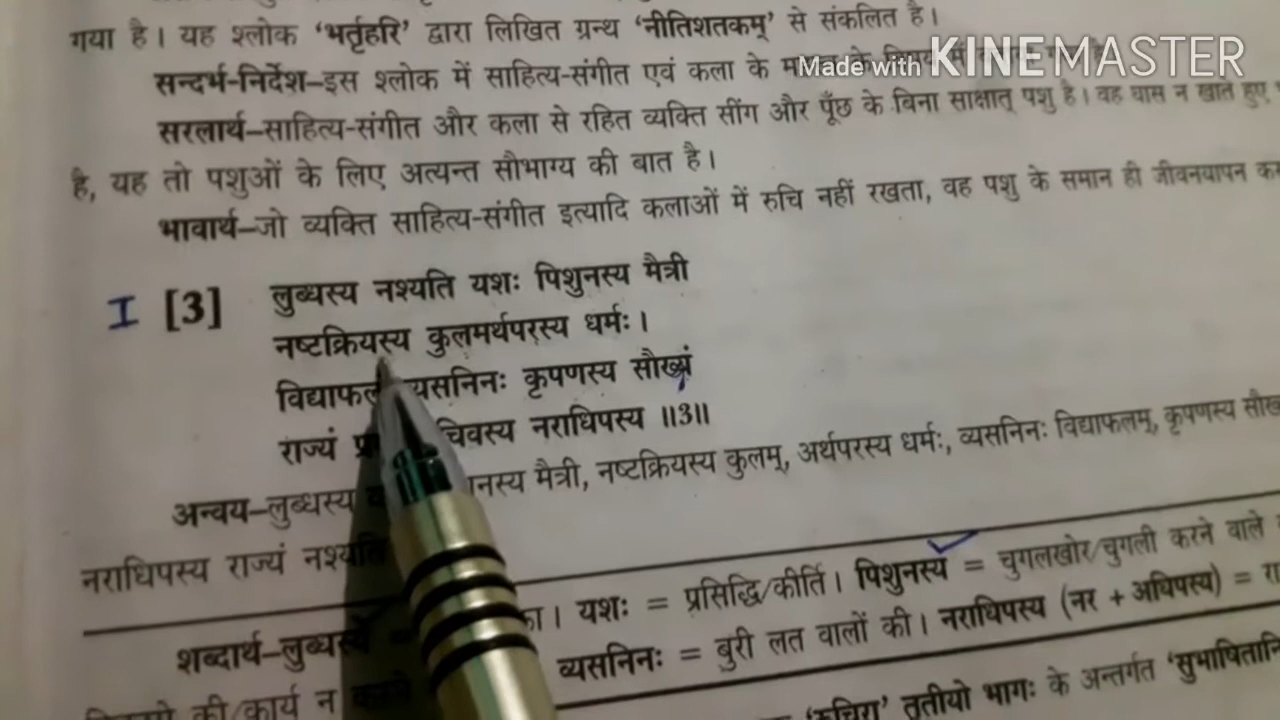 गया है। यह श्लोक 'भर्तृहरि' द्वारा लिखित ग्रन्थ 'नीतिशतकम्' से संकलित है।
Made with KINEMASTER
सन्दर्भ-निर्देश–इस श्लोक में साहित्य-संगीत एवं कला के
सरलार्थ–साहित्य-संगीत और कला से रहित व्यक्ति सींग और पूँछ के बिना साक्षात् पशु है। वह घास न खाते हुए
है, यह तो पशुओं के लिए अत्यन्त सौभाग्य की बात है।
भावार्थ–जो व्यक्ति साहित्य-संगीत इत्यादि कलाओं में रुचि नहीं रखता, वह पशु के समान ही जीवनयापन
I [3] लुब्धस्य नश्यति यशः पिशुनस्य मैत्री
नष्टक्रियस्य कुलमर्थपरस्य धर्मः।
विद्याफल यसनिनः कृपणस्य सौख्यं
राज्यं प्र चिवस्य नराधिपस्य ॥3॥
अन्वय–लुब्धस्य नस्य मैत्री, नष्टक्रियस्य कुलम्, अर्थपरस्य धर्मः, व्यसनिनः विद्याफलम्, कृपणस्य
नराधिपस्य राज्यं नश्यति
शब्दार्थ–लुब्धस्य = का। यशः = प्रसिद्धि/कीर्ति। पिशुनस्य = चुगलखोर/चुगली करने वाले
की/कार्य न व्यसनिनः = बुरी लत वालों की। नराधिपस्य (नर + अधिपस्य) =
तृतीयो भागः के अन्तर्गत